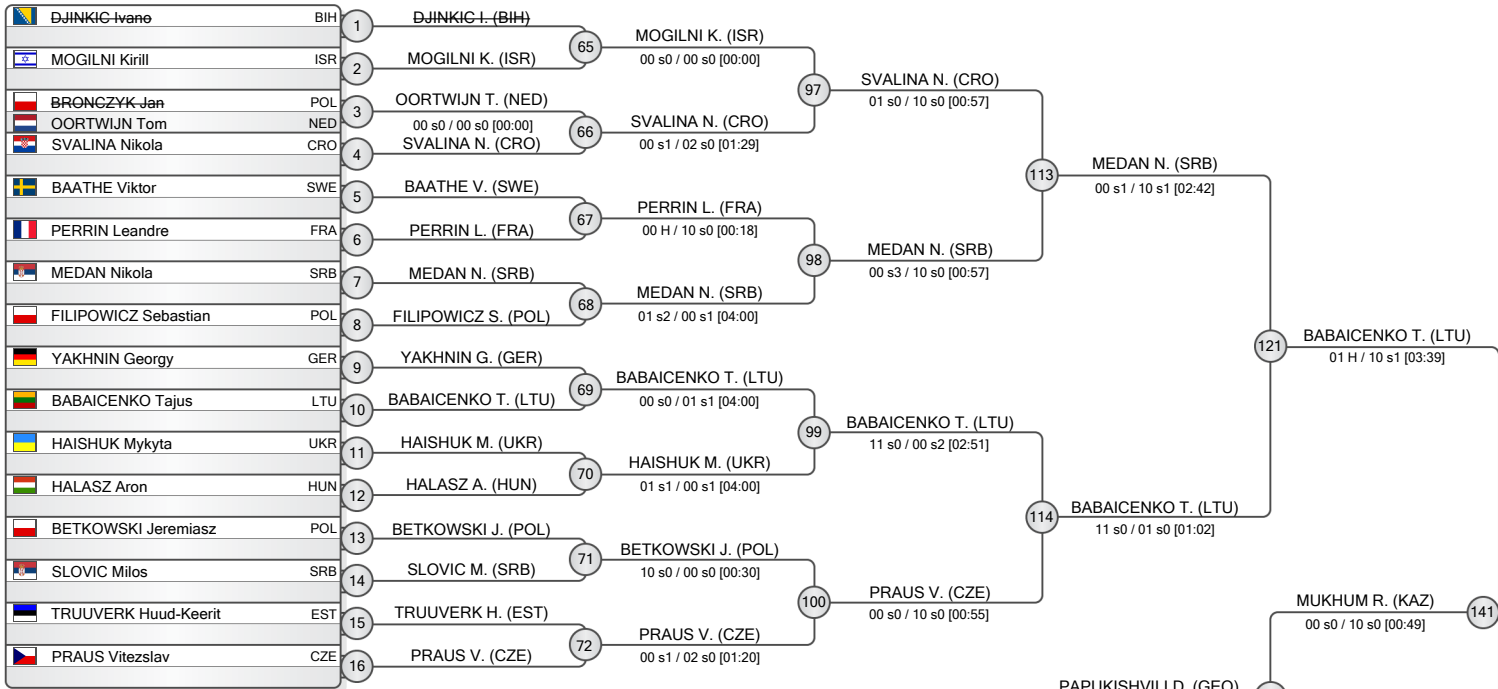 DJINKIC Ivano BIH
MOGILNI Kirill ISR
BRONCZYK Jan POL
OORTWIJN Tom NED
SVALINA Nikola CRO
BAATHE Viktor SWE
PERRIN Leandre FRA
MEDAN Nikola SRB
FILIPOWICZ Sebastian POL
YAKHNIN Georgy GER
BABAICENKO Tajus LTU
HAISHUK Mykyta UKR
HALASZ Aron HUN
BETKOWSKI Jeremiasz POL
SLOVIC Milos SRB
TRUUVERK Huud-Keerit EST
PRAUS Vitezslav CZE
1
2
3
4
5
6
7
8
9
10
11
12
13
14
15
16
DJINKIC I. (BIH)
MOGILNI K. (ISR)
OORTWIJN T. (NED)
00 s0 / 00 s0 [00:00]
SVALINA N. (CRO)
BAATHE V. (SWE)
PERRIN L. (FRA)
MEDAN N. (SRB)
FILIPOWICZ S. (POL)
YAKHNIN G. (GER)
BABAICENKO T. (LTU)
HAISHUK M. (UKR)
HALASZ A. (HUN)
BETKOWSKI J. (POL)
SLOVIC M. (SRB)
TRUUVERK H. (EST)
PRAUS V. (CZE)
65
66
67
68
69
70
71
72
MOGILNI K. (ISR)
00 s0 / 00 s0 [00:00]
SVALINA N. (CRO)
00 s1 / 02 s0 [01:29]
PERRIN L. (FRA)
00 H / 10 s0 [00:18]
MEDAN N. (SRB)
01 s2 / 00 s1 [04:00]
BABAICENKO T. (LTU)
00 s0 / 01 s1 [04:00]
HAISHUK M. (UKR)
01 s1 / 00 s1 [04:00]
BETKOWSKI J. (POL)
10 s0 / 00 s0 [00:30]
PRAUS V. (CZE)
00 s1 / 02 s0 [01:20]
97
98
99
100
SVALINA N. (CRO)
01 s0 / 10 s0 [00:57]
MEDAN N. (SRB)
00 s3 / 10 s0 [00:57]
BABAICENKO T. (LTU)
11 s0 / 00 s2 [02:51]
PRAUS V. (CZE)
00 s0 / 10 s0 [00:55]
113
114
MEDAN N. (SRB)
00 s1 / 10 s1 [02:42]
BABAICENKO T. (LTU)
11 s0 / 01 s0 [01:02]
121
BABAICENKO T. (LTU)
01 H / 10 s1 [03:39]
MUKHUM R. (KAZ)
00 s0 / 10 s0 [00:49]
141
PAPUKISHVILI D. (GEO)